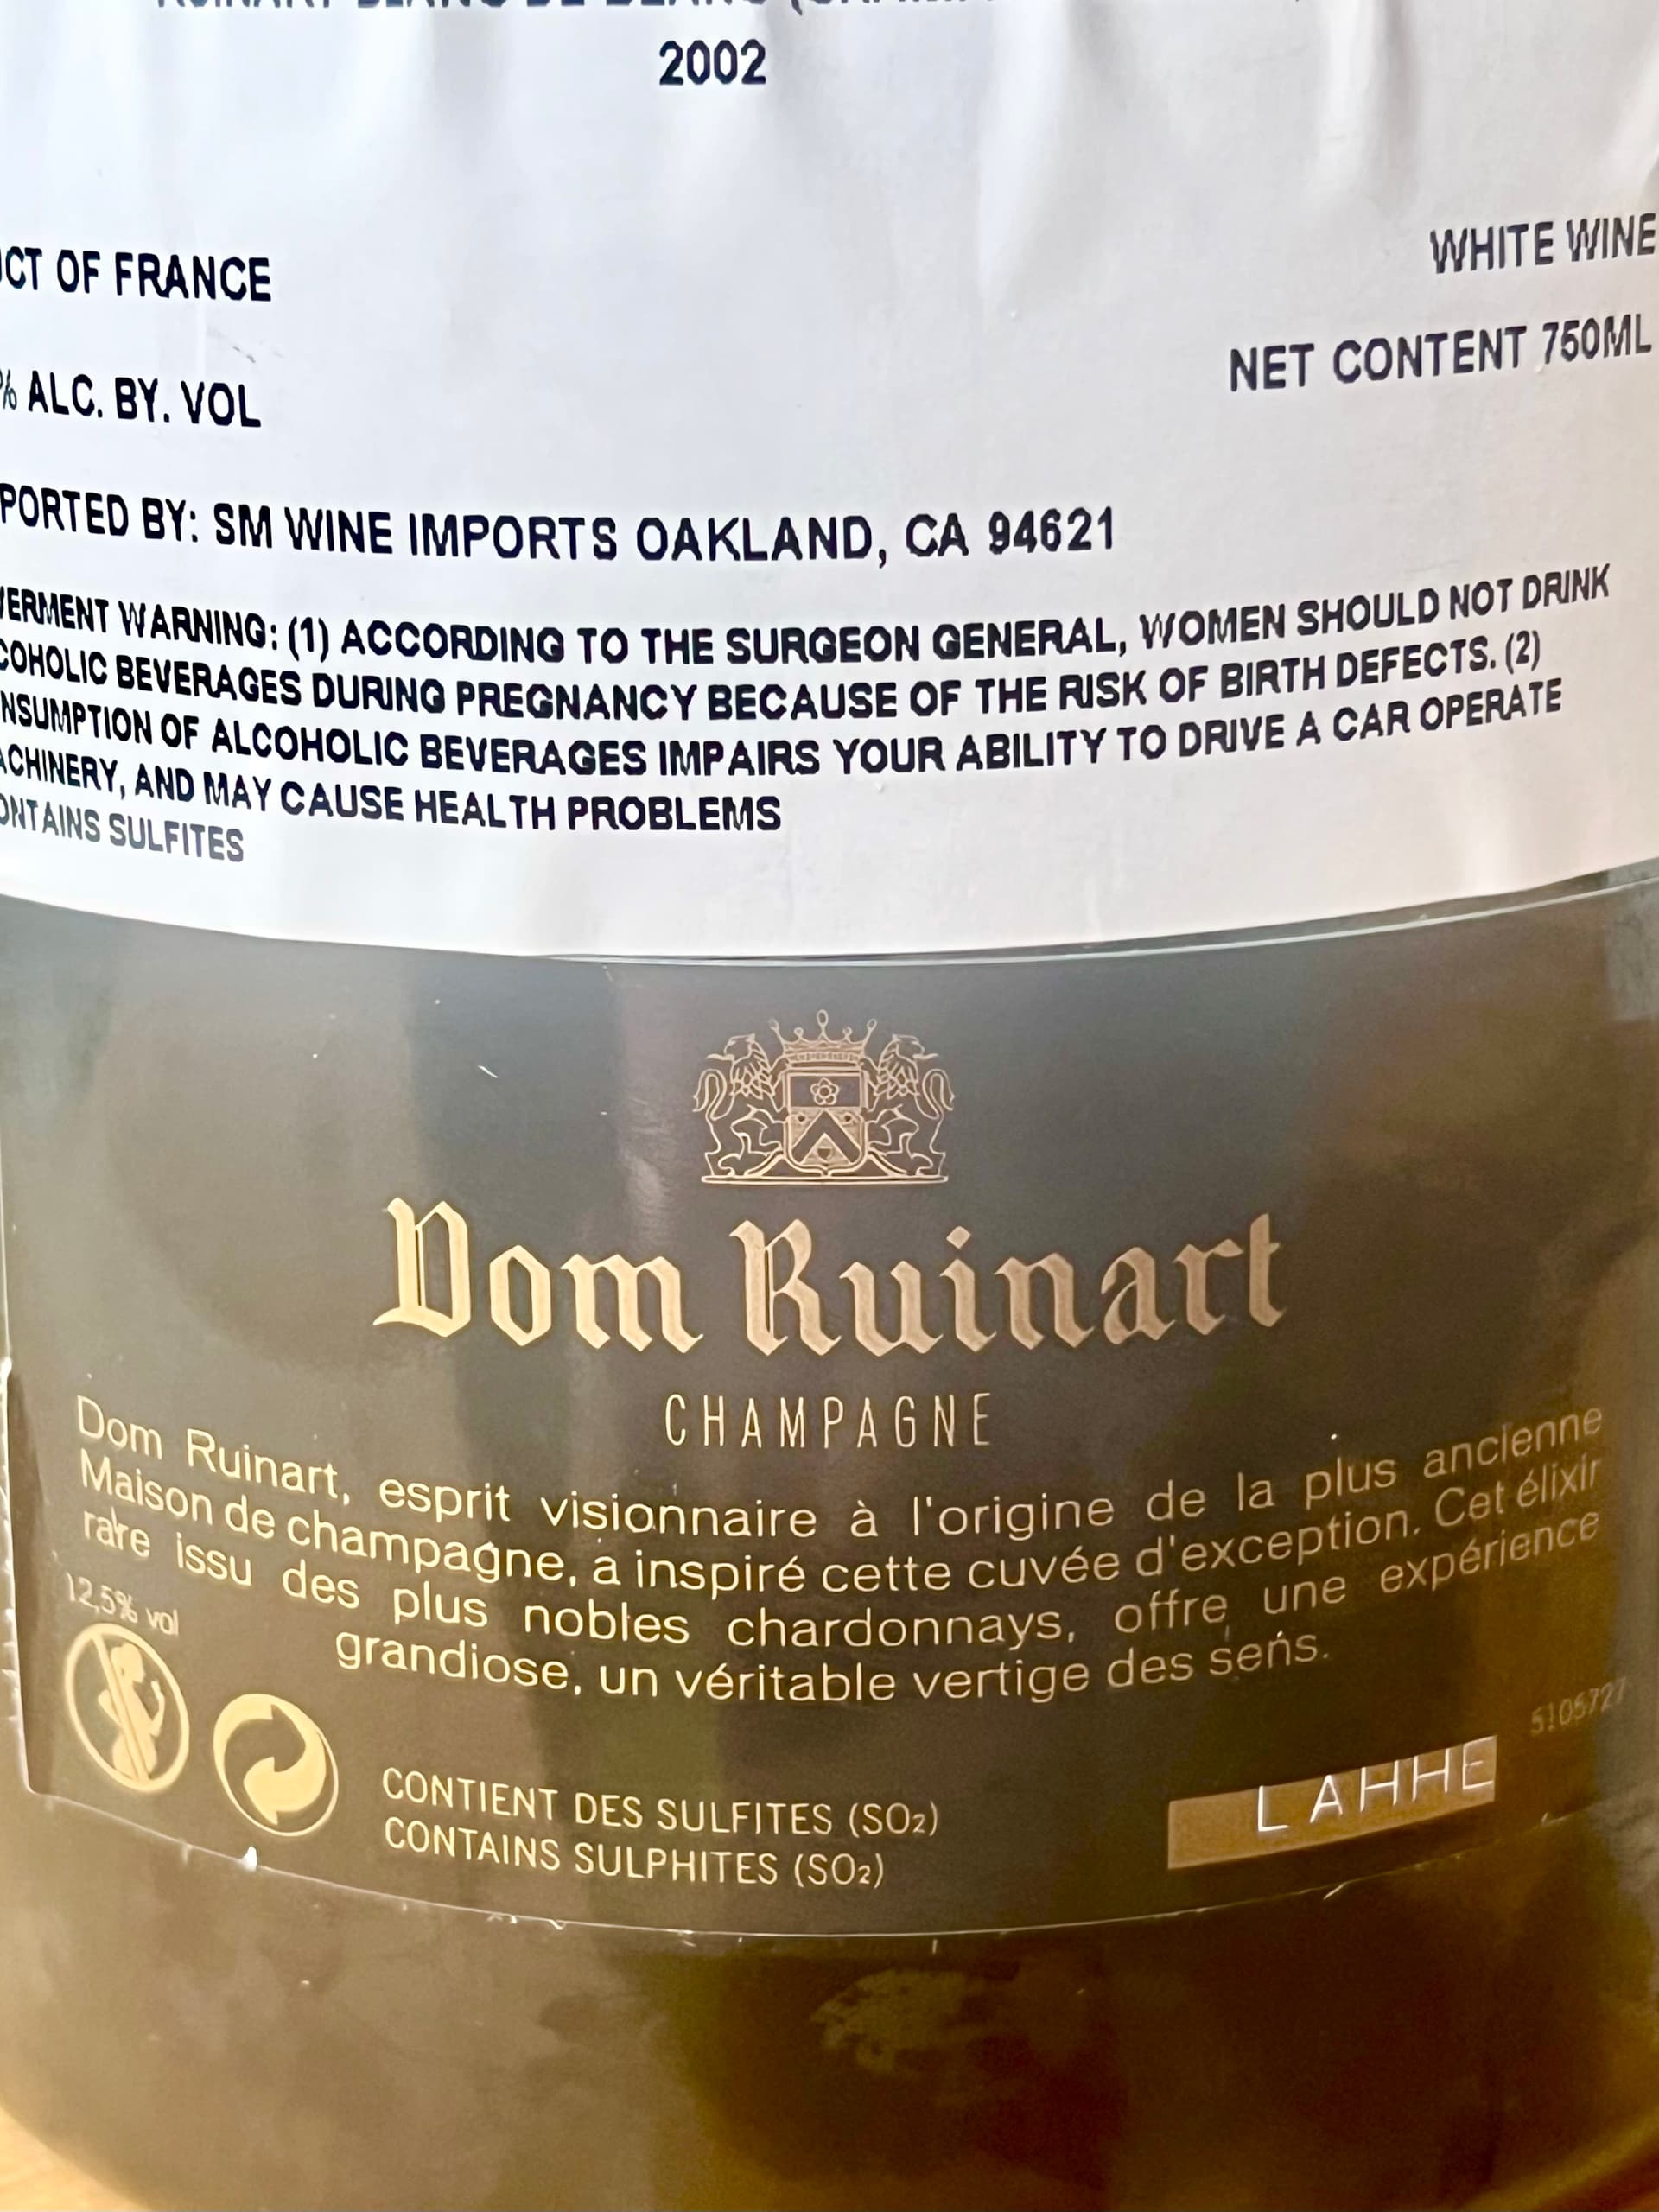 RUINART BLANC DE BLANC
2002
CT OF FRANCE
WHITE WINE
% ALC. BY. VOL
NET CONTENT 750ML
PORTED BY: SM WINE IMPORTS OAKLAND, CA 94621
ERMENT WARNING: (1) ACCORDING TO THE SURGEON GENERAL, WOMEN SHOULD NOT DRINK
COHOLIC BEVERAGES DURING PREGNANCY BECAUSE OF THE RISK OF BIRTH DEFECTS. (2)
NSUMPTION OF ALCOHOLIC BEVERAGES IMPAIRS YOUR ABILITY TO DRIVE A CAR OPERATE
ACHINERY, AND MAY CAUSE HEALTH PROBLEMS
ONTAINS SULFITES
Dom Ruinart
CHAMPAGNE
Dom Ruinart, esprit visionnaire à l'origine de la plus ancienne
Maison de champagne, a inspiré cette cuvée d'exception. Cet élixir
rare issu des plus nobles chardonnays, offre une expérience
grandiose, un véritable vertige des sens.
12,5% vol
5105727
CONTIENT DES SULFITES (SO₂)
CONTAINS SULPHITES (SO₂)
LAHHE